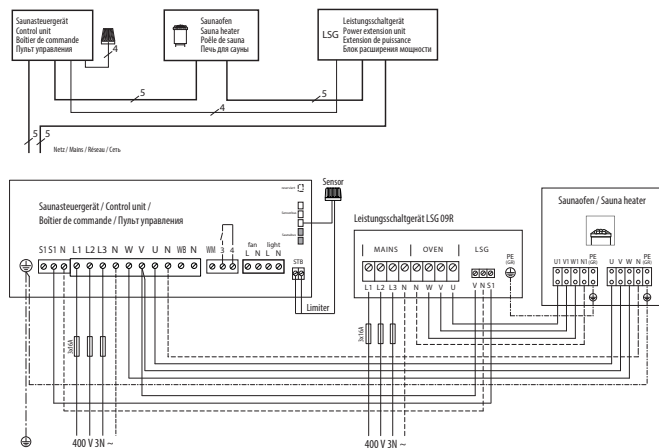 Saunasteuergerät
Control unit
Boîtier de commande
Пульт управления
4
Saunaofen
Sauna heater
Poêle de sauna
Печь для сауны
LSG
Leistungsschaltgerät
Power extension unit
Extension de puissance
Блок расширения мощности
5
5
4
5
5
Netz / Mains / Réseau / Сеть
Saunasteuergerät / Control unit /
Boîtier de commande / Пульт управления
Sensor
S1 S1 N L1 L2 L3 N W V U N WB N
WM 3 4
fan light
L N L N
STB
Limiter
3x16A
400 V 3N ~
Leistungsschaltgerät LSG 09R
MAINS OVEN LSG
PE
(GR)
L1 L2 L3 N N W V U
V N S1
3x16A
400 V 3N ~
Saunaofen / Sauna heater
PE
(GR)
U1 V1 W1 N1
PE
(GR)
U V W N